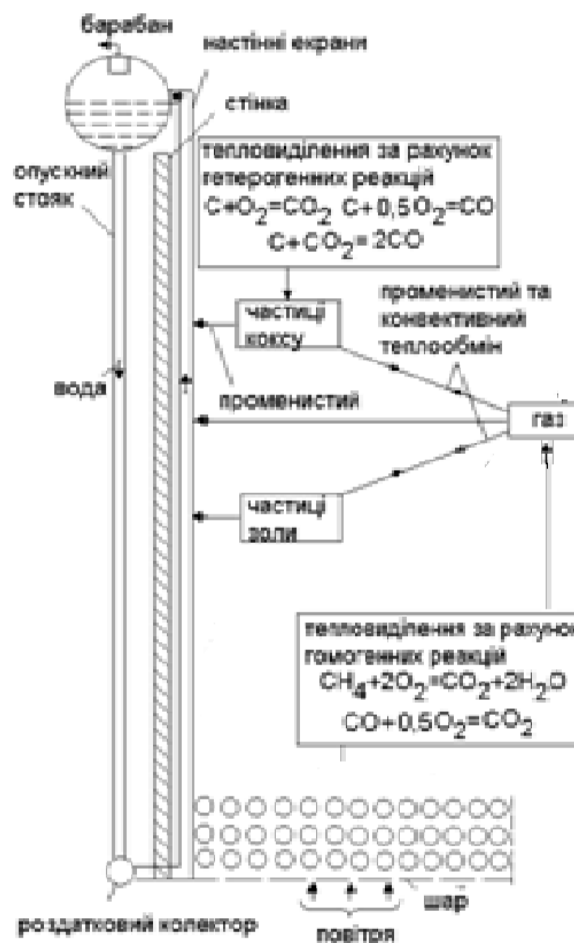 барабан
настінні екрани
стінка
опускний
стояк
тепловиділення за рахунок
гетерогенних реакцій
C+O₂=CO₂ C+0,5O₂=CO
C+CO₂=2CO
променистий та
конвективний
теплообмін
частиці
коксу
вода
променистий
газ
частиці
золи
тепловиділення за рахунок
гомогенних реакцій
CH₄+2O₂=CO₂+2H₂O
CO+0,5O₂=CO₂
шар
роздатковий колектор
повітря